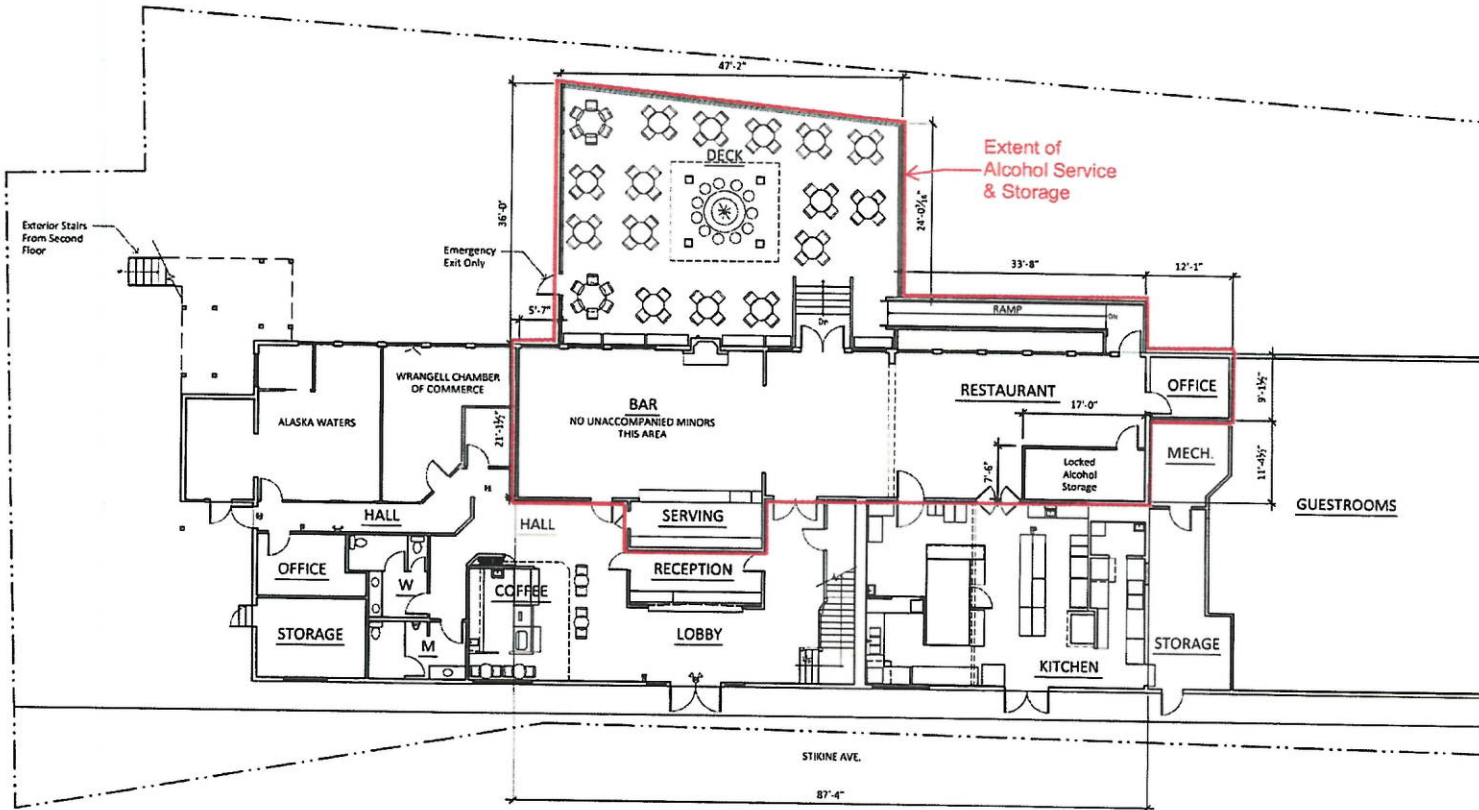 47'-2"
DECK
Extent of
Alcohol Service
& Storage
36'-0"
24'-0
Exterior Stairs
From Second
Floor
Emergency
Exit Only
33'-8"
12'-1"
5'-7"
RAMP
Dn
Dn
WRANGELL CHAMBER
OF COMMERCE
ALASKA WATERS
21'-1½"
BAR
NO UNACCOMPANIED MINORS
THIS AREA
RESTAURANT
17'-0"
OFFICE
9'-1½"
7'-6"
Locked
Alcohol
Storage
MECH.
11'-4½"
GUESTROOMS
HALL
HALL
SERVING
OFFICE
W
COFFEE
RECEPTION
STORAGE
M
LOBBY
KITCHEN
STORAGE
STIKINE AVE.
87'-4"